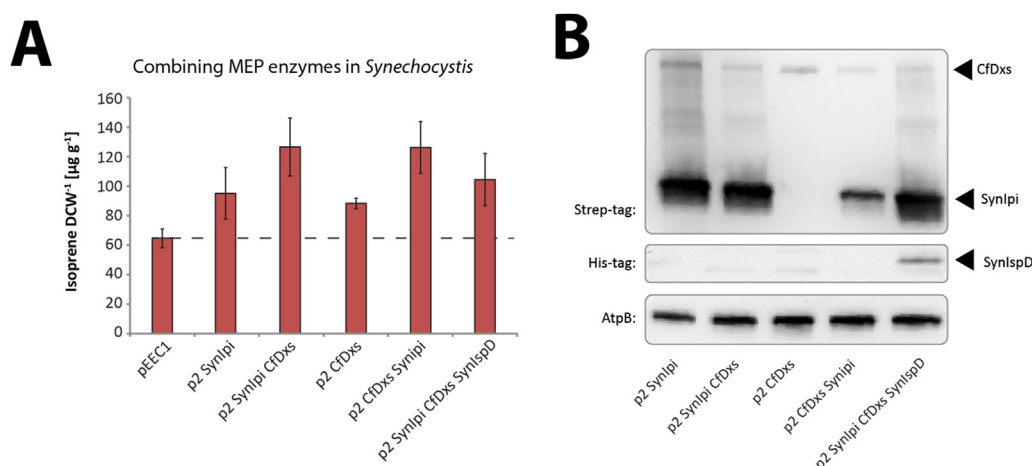 A
Combining MEP enzymes in Synechocystis
Isoprene DCW⁻¹ [µg g⁻¹]
160
140
120
100
80
60
40
20
0
pEEC1
p2 SynIpi
p2 SynIpi CfDxs
p2 CfDxs
p2 CfDxs SynIpi
p2 SynIpi CfDxs SynIspD
B
CfDxs
Strep-tag:
SynIpi
His-tag:
SynIspD
AtpB:
p2 SynIpi
p2 SynIpi CfDxs
p2 CfDxs
p2 CfDxs SynIpi
p2 SynIpi CfDxs SynIspD